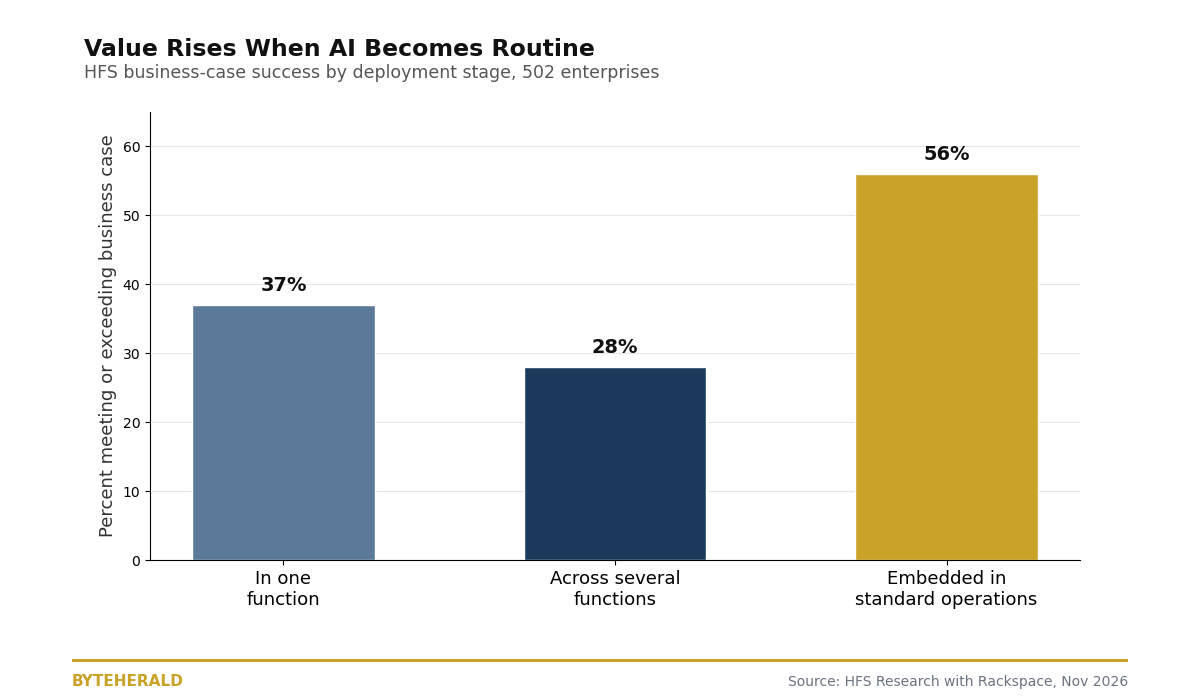 Value Rises When AI Becomes Routine
HFS business-case success by deployment stage, 502 enterprises
Percent meeting or exceeding business case
60
50
40
30
20
10
0
37%
28%
56%
In one
function
Across several
functions
Embedded in
standard operations
BYTEHERALD
Source: HFS Research with Rackspace, Nov 2026